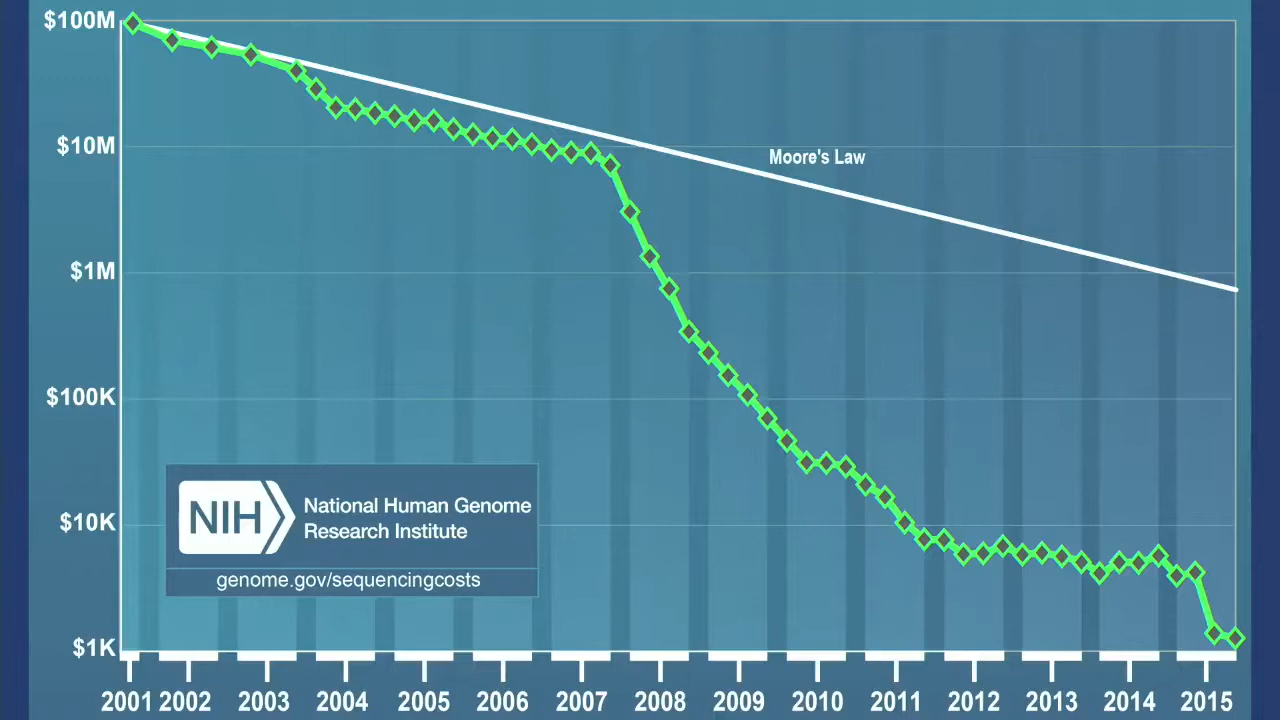 $100M
$10M
Moore's Law
$1M
$100K
$10K
$1K
NIH
National Human Genome
Research Institute
genome.gov/sequencingcosts
2001 2002 2003 2004 2005 2006 2007 2008 2009 2010 2011 2012 2013 2014 2015